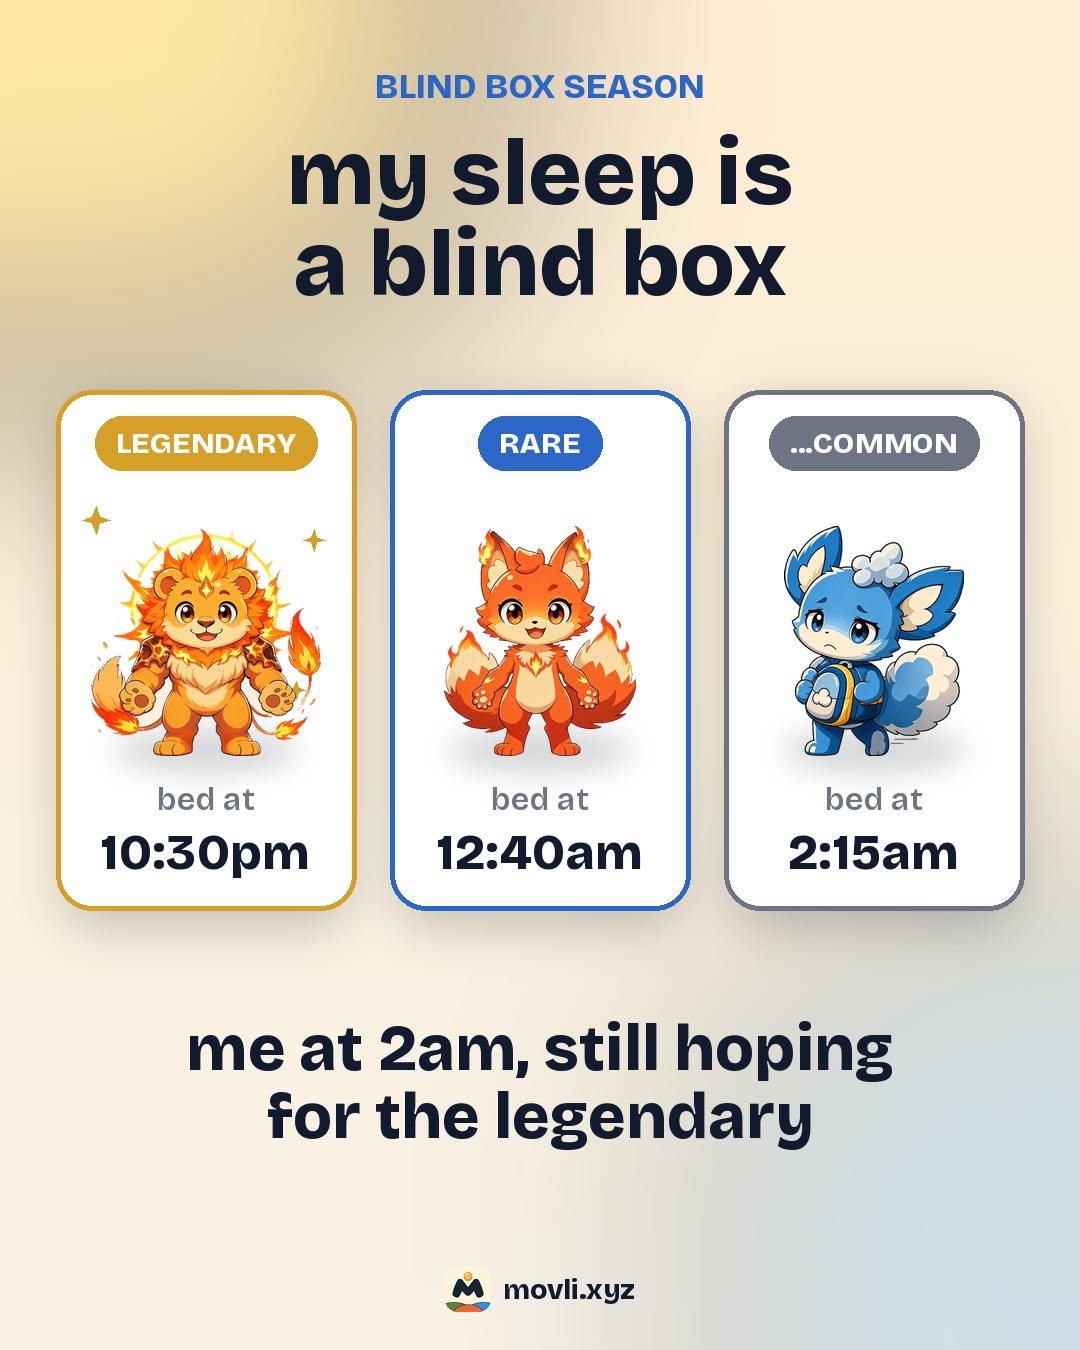 BLIND BOX SEASON
my sleep is
a blind box
LEGENDARY
bed at
10:30pm
RARE
bed at
12:40am
...COMMON
bed at
2:15am
me at 2am, still hoping
for the legendary
movli.xyz